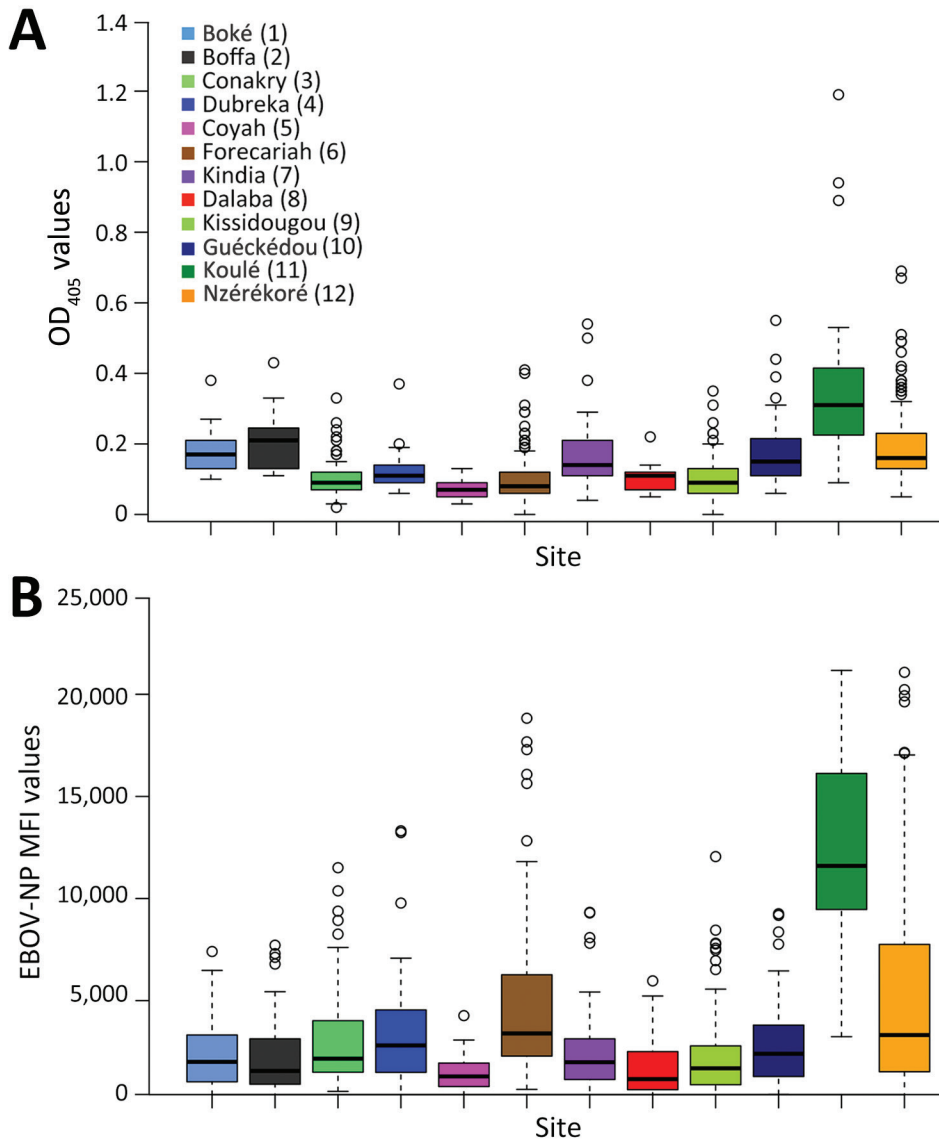 A
OD405 values
1.4
1.2
1.0
0.8
0.6
0.4
0.2
0
Boké (1)
Boffa (2)
Conakry (3)
Dubreka (4)
Coyah (5)
Forecariah (6)
Kindia (7)
Dalaba (8)
Kissidougou (9)
Guéckédou (10)
Koulé (11)
Nzérékoré (12)
Site
B
EBOV-NP MFI values
25,000
20,000
15,000
10,000
5,000
0
Site